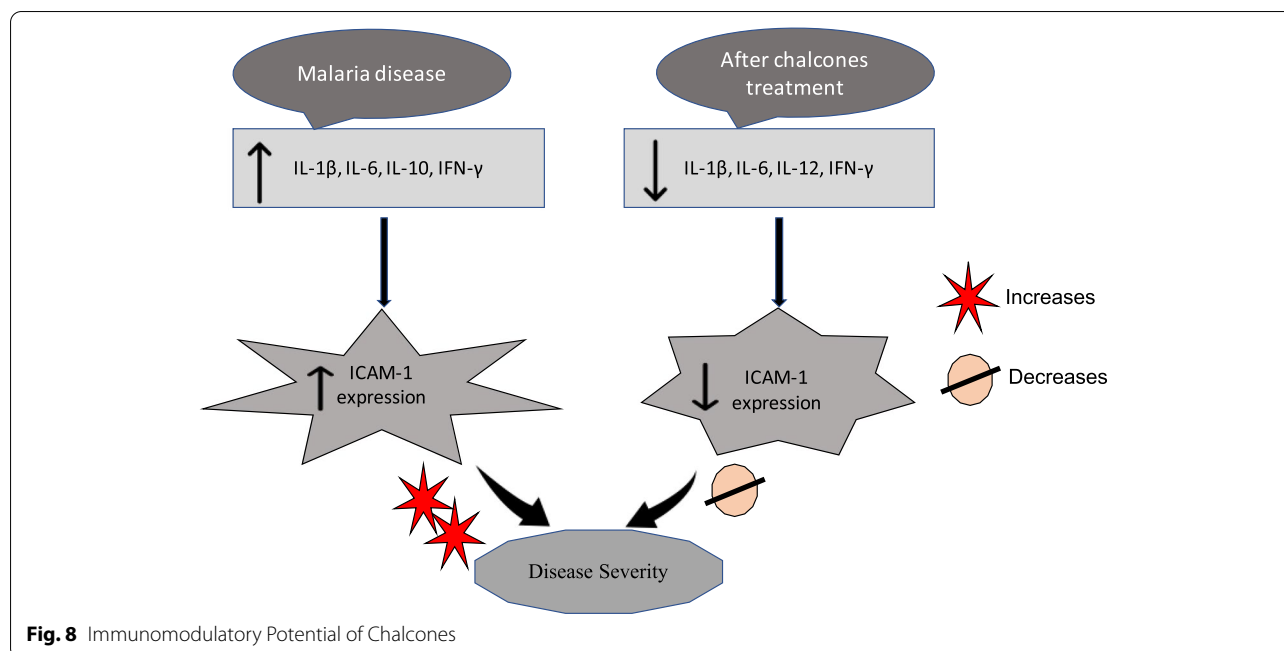 Malaria disease
After chalcones
treatment
IL-1β, IL-6, IL-10, IFN-γ
IL-1β, IL-6, IL-12, IFN-γ
ICAM-1
expression
ICAM-1
expression
Increases
Decreases
Disease Severity
Fig. 8 Immunomodulatory Potential of Chalcones